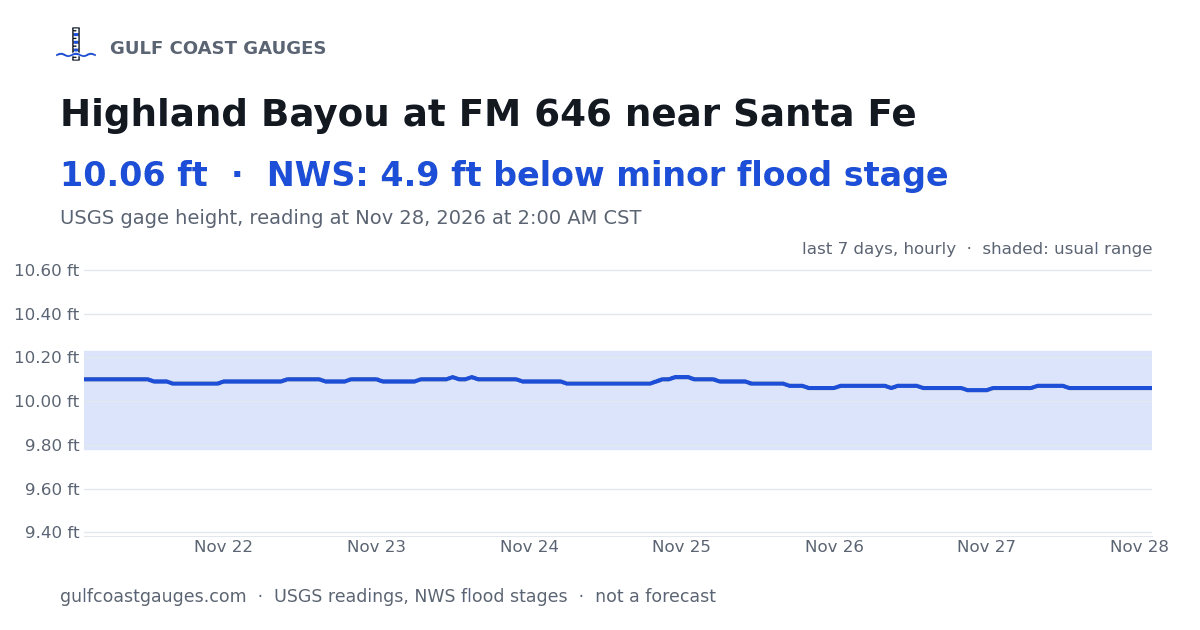 GULF COAST GAUGES
Highland Bayou at FM 646 near Santa Fe
10.06 ft · NWS: 4.9 ft below minor flood stage
USGS gage height, reading at Nov 28, 2026 at 2:00 AM CST
last 7 days, hourly · shaded: usual range
10.60 ft
10.40 ft
10.20 ft
10.00 ft
9.80 ft
9.60 ft
9.40 ft
Nov 22 Nov 23 Nov 24 Nov 25 Nov 26 Nov 27 Nov 28
gulfcoastgauges.com · USGS readings, NWS flood stages · not a forecast